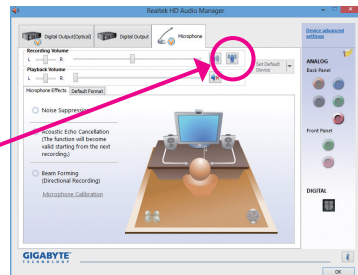 Realtek HD Audio Manager
Digital Output(Optical)
Digital Output
Microphone
Device advanced
settings
Recording Volume
L R
Set Default
Device
Playback Volume
L R
Microphone Effects
Default Format
Noise Suppression
Acoustic Echo Cancellation
(The function will become
valid starting from the next
recording.)
Beam Forming
(Directional Recording)
Microphone Calibration
ANALOG
Back Panel
Front Panel
DIGITAL
GIGABYTE
TECHNOLOGY
OK